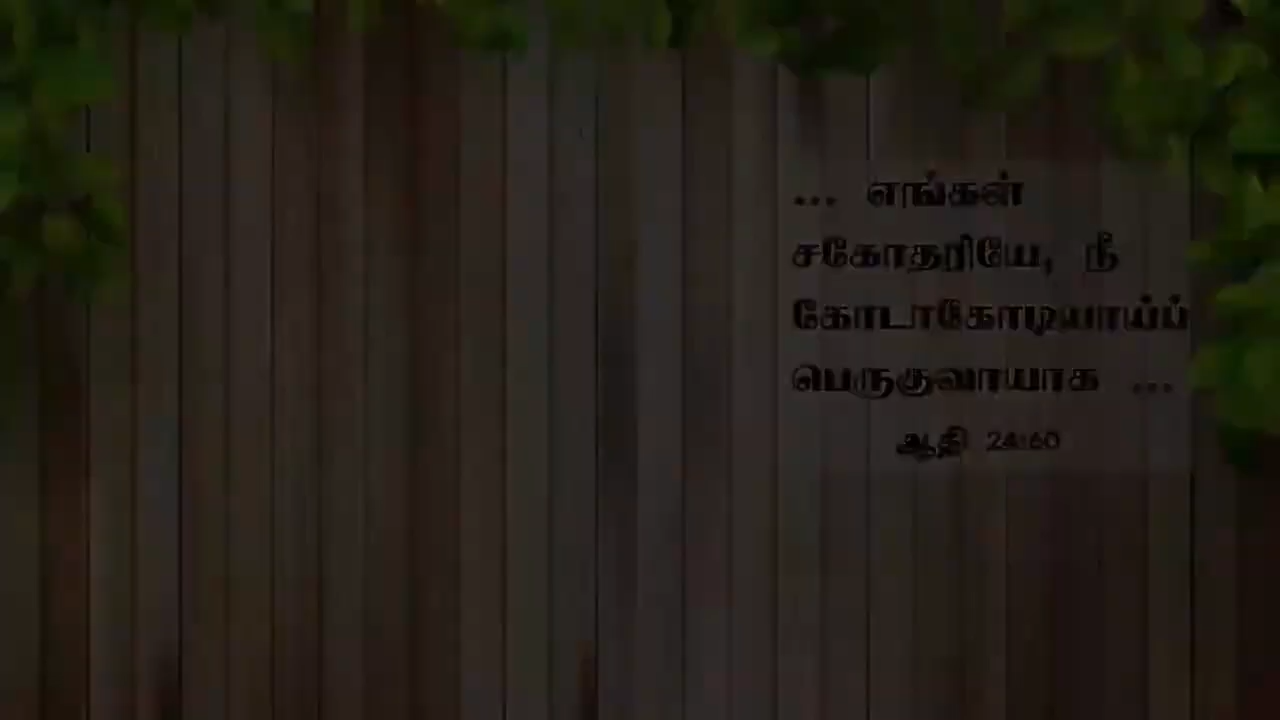 ... எங்கள்
சகோதரியே, நீ
கோடாகோடியாய்ப்
பெருகுவாயாக ...
ஆதி 24:60